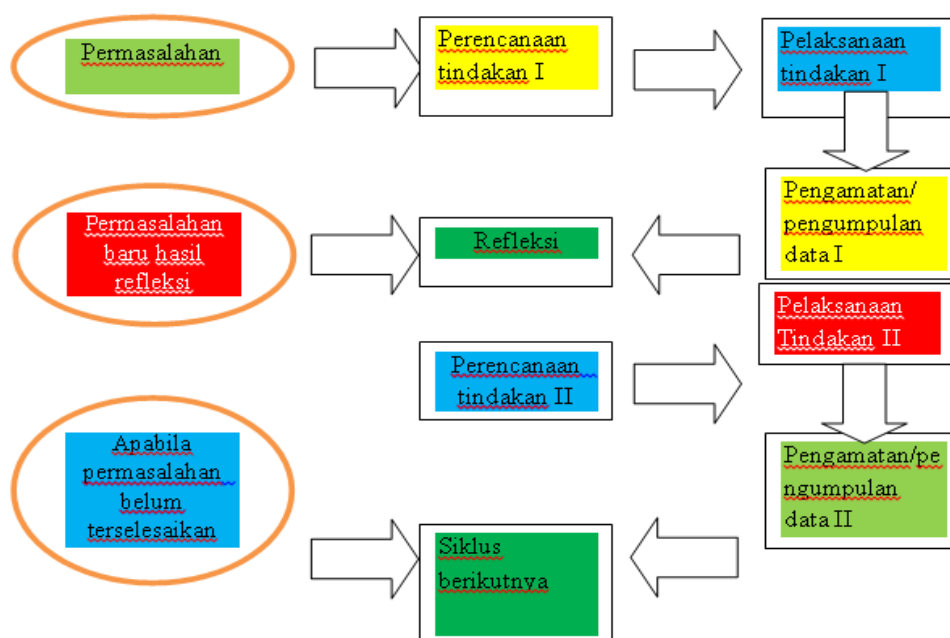 Permasalahan
Perencanaan
tindakan I
Pelaksanaan
tindakan I
Permasalahan
baru hasil
refleksi
Refleksi
Pengamatan/
pengumpulan
data I
Perencanaan
tindakan II
Pelaksanaan
Tindakan II
Apabila
permasalahan
belum
terselesaikan
Siklus
berikutnya
Pengamatan/pe
ngumpulan
data II